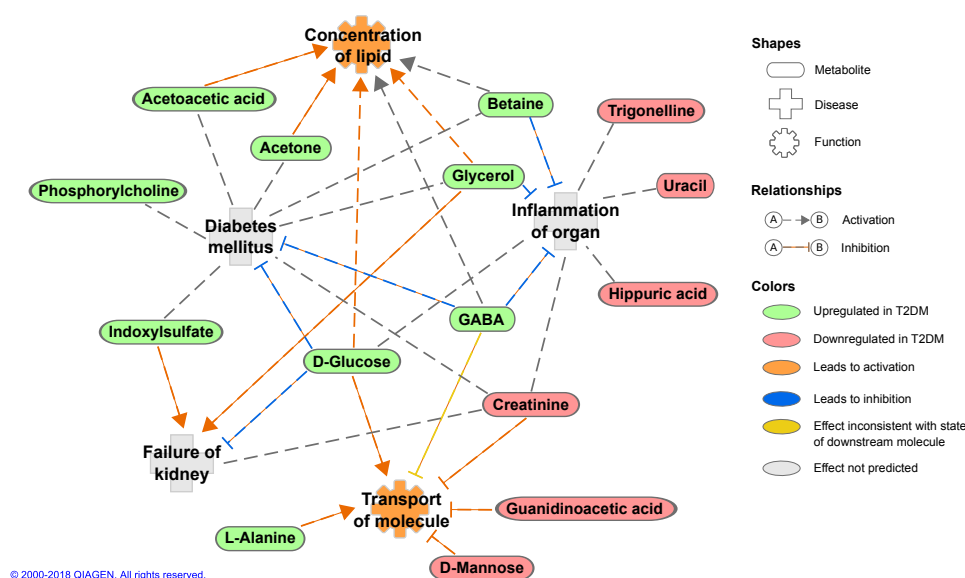 Concentration
of lipid
Acetoacetic acid
Betaine
Trigonelline
Acetone
Glycerol
Uracil
Phosphorylcholine
Diabetes
mellitus
Inflammation
of organ
Hippuric acid
Indoxylsulfate
GABA
D-Glucose
Creatinine
Failure of
kidney
Transport
of molecule
Guanidinoacetic acid
L-Alanine
D-Mannose
© 2000-2018 QIAGEN. All rights reserved.
Shapes
Metabolite
Disease
Function
Relationships
A B Activation
A B Inhibition
Colors
Upregulated in T2DM
Downregulated in T2DM
Leads to activation
Leads to inhibition
Effect inconsistent with state
of downstream molecule
Effect not predicted